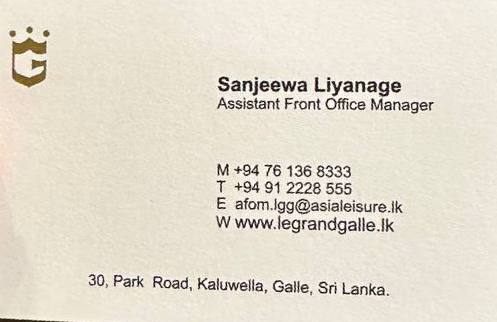 G
Sanjeewa Liyanage
Assistant Front Office Manager
M +94 76 136 8333
T +94 91 2228 555
E afom.lgg@asialeisure.lk
W www.legrandgalle.lk
30, Park Road, Kaluwella, Galle, Sri Lanka.